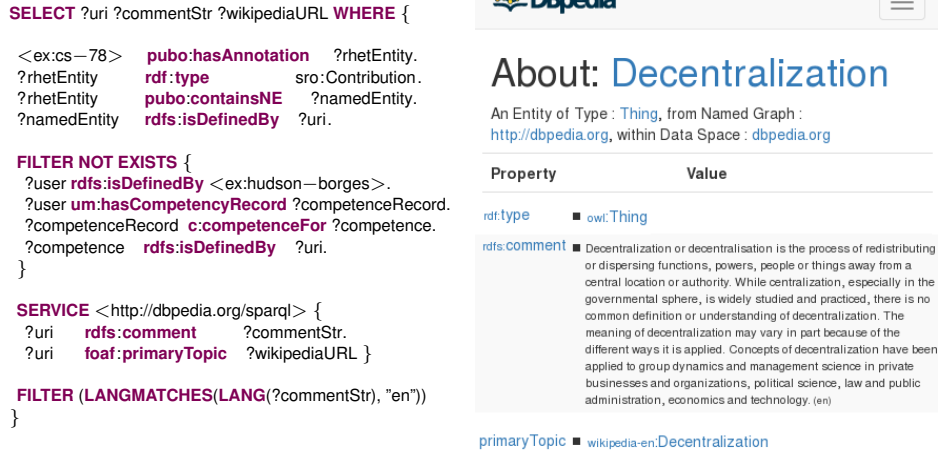 SELECT ?uri ?commentStr ?wikipediaURL WHERE {
<ex:cs−78> pubo:hasAnnotation ?rhetEntity.
?rhetEntity rdf:type sro:Contribution.
?rhetEntity pubo:containsNE ?namedEntity.
?namedEntity rdfs:isDefinedBy ?uri.
FILTER NOT EXISTS {
?user rdfs:isDefinedBy <ex:hudson−borges>.
?user um:hasCompetencyRecord ?competenceRecord.
?competenceRecord c:competenceFor ?competence.
?competence rdfs:isDefinedBy ?uri.
}
SERVICE <http://dbpedia.org/sparql> {
?uri rdfs:comment ?commentStr.
?uri foaf:primaryTopic ?wikipediaURL }
FILTER (LANGMATCHES(LANG(?commentStr), "en"))
}
DBpedia
About: Decentralization
An Entity of Type : Thing, from Named Graph :
http://dbpedia.org, within Data Space : dbpedia.org
Property Value
rdf:type ■ owl:Thing
rdfs:comment ■ Decentralization or decentralisation is the process of redistributing
or dispersing functions, powers, people or things away from a
central location or authority. While centralization, especially in the
governmental sphere, is widely studied and practiced, there is no
common definition or understanding of decentralization. The
meaning of decentralization may vary in part because of the
different ways it is applied. Concepts of decentralization have been
applied to group dynamics and management science in private
businesses and organizations, political science, law and public
administration, economics and technology. (en)
primaryTopic ■ wikipedia-en:Decentralization